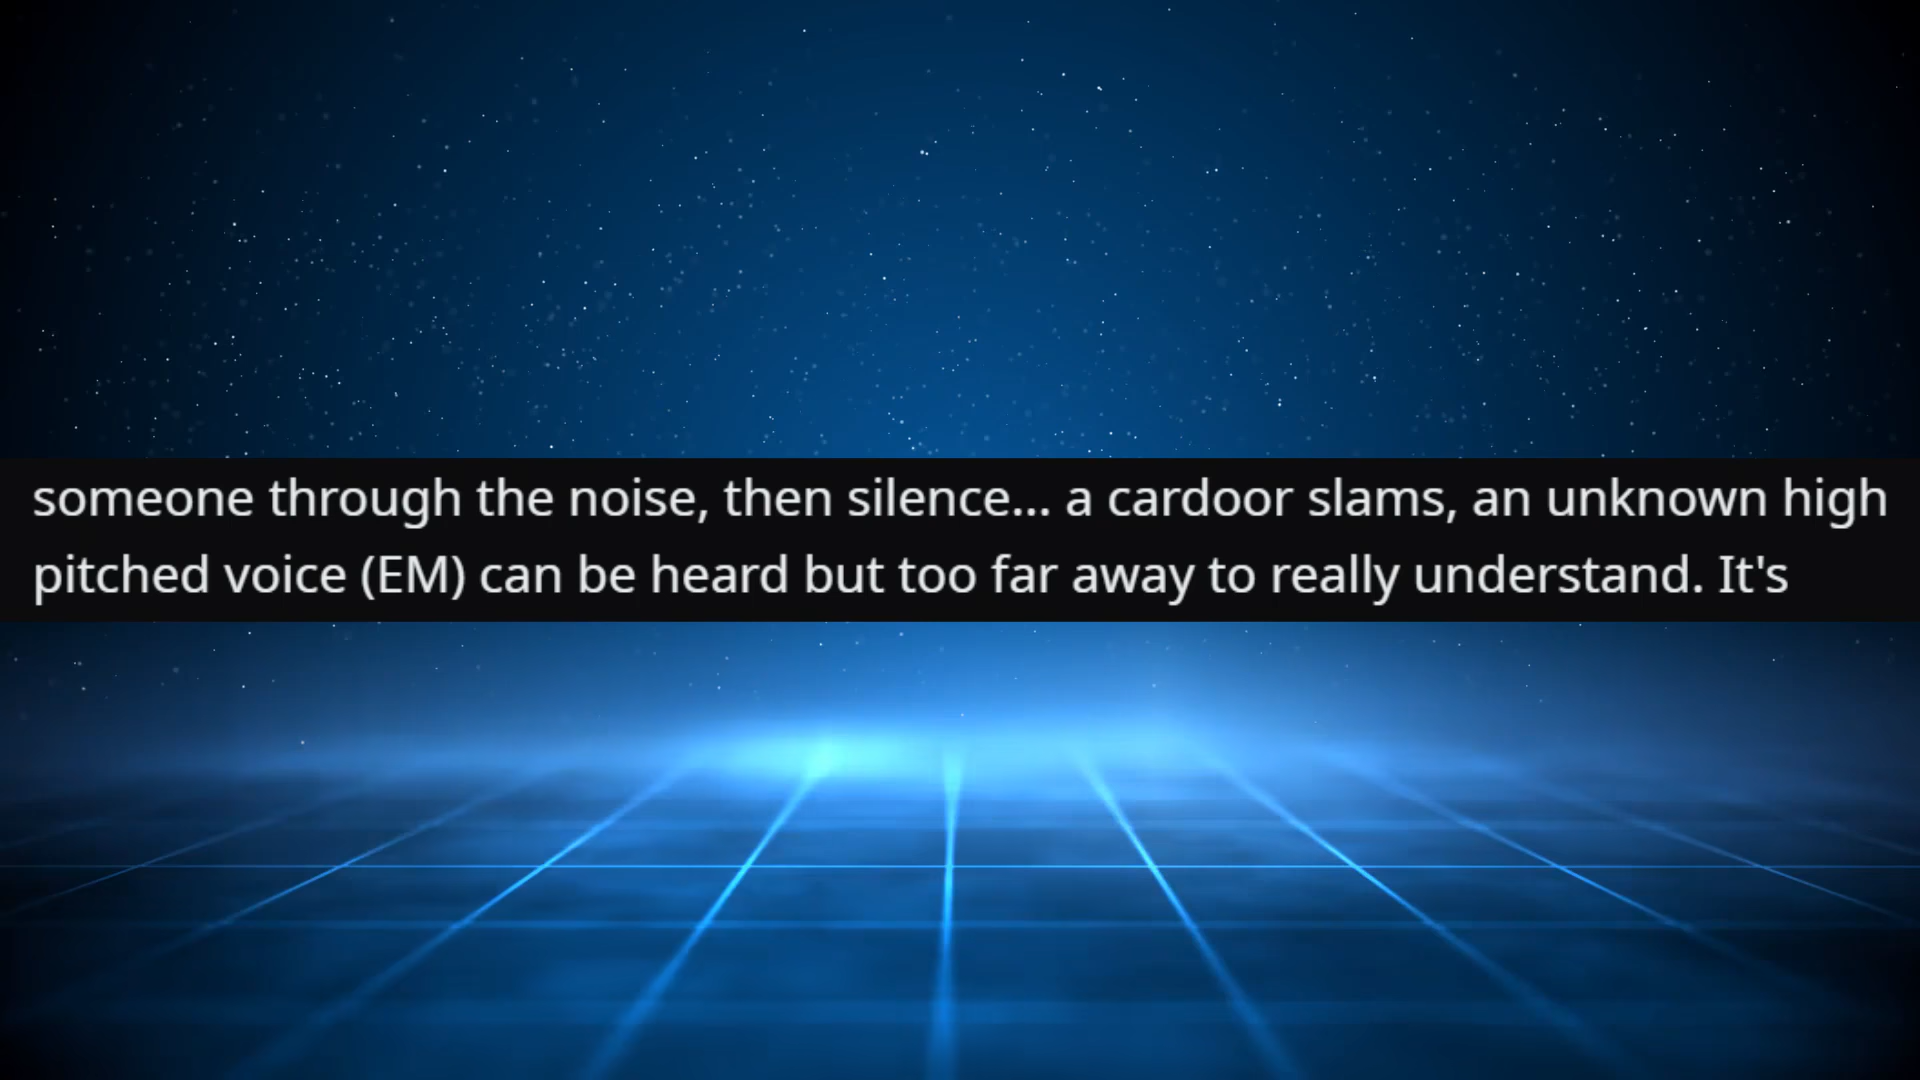 someone through the noise, then silence... a cardoor slams, an unknown high
pitched voice (EM) can be heard but too far away to really understand. It's